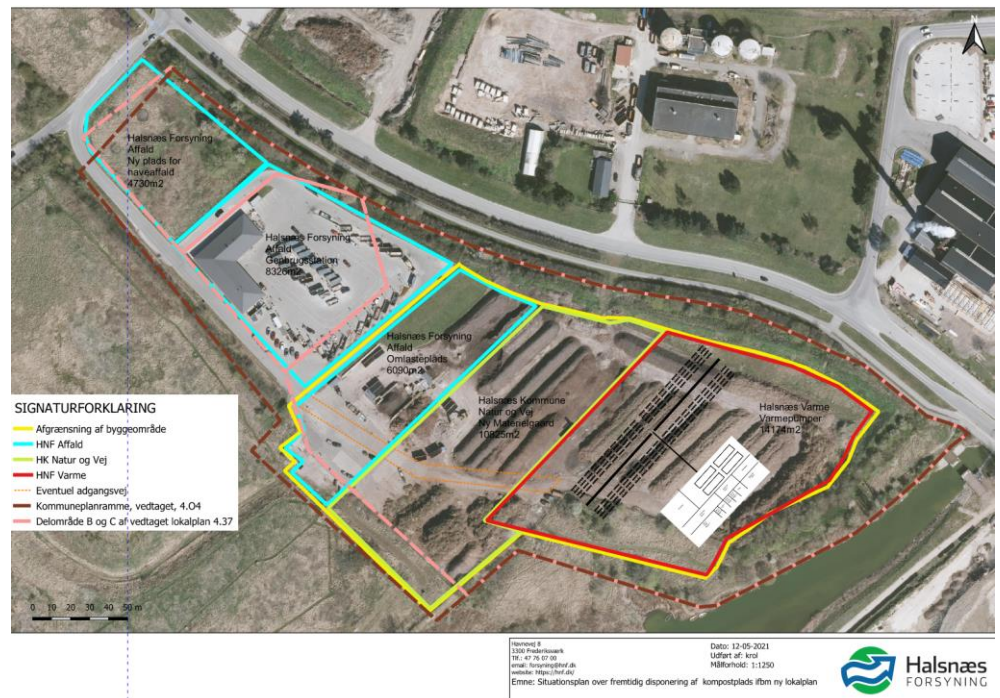 N
Halsnæs Forsyning
Affald
Ny plads for
haveaffald
4730m2
Halsnæs Forsyning
Affald
Genbrugsstation
8326m2
Halsnæs Forsyning
Affald
Omlasteplads
6090m2
Halsnæs Kommune
Natur og Vej
Ny Materielgaard
10825m2
Halsnæs Varme
Varmepumper
14174m2
SIGNATURFORKLARING
Afgrænsning af byggeområde
HNF Affald
HK Natur og Vej
HNF Varme
Eventuel adgangsvej
Kommuneplanramme, vedtaget, 4.O4
Delområde B og C af vedtaget lokalplan 4.37
0 10 20 30 40 50 m
Havnevej 8
3300 Frederiksværk
Tlf.: 47 76 07 00
email: forsyning@hnf.dk
website: https://hnf.dk/
Dato: 12-05-2021
Udført af: krol
Målforhold: 1:1250
Emne: Situationsplan over fremtidig disponering af kompostplads ifbm ny lokalplan
Halsnæs
FORSYNING